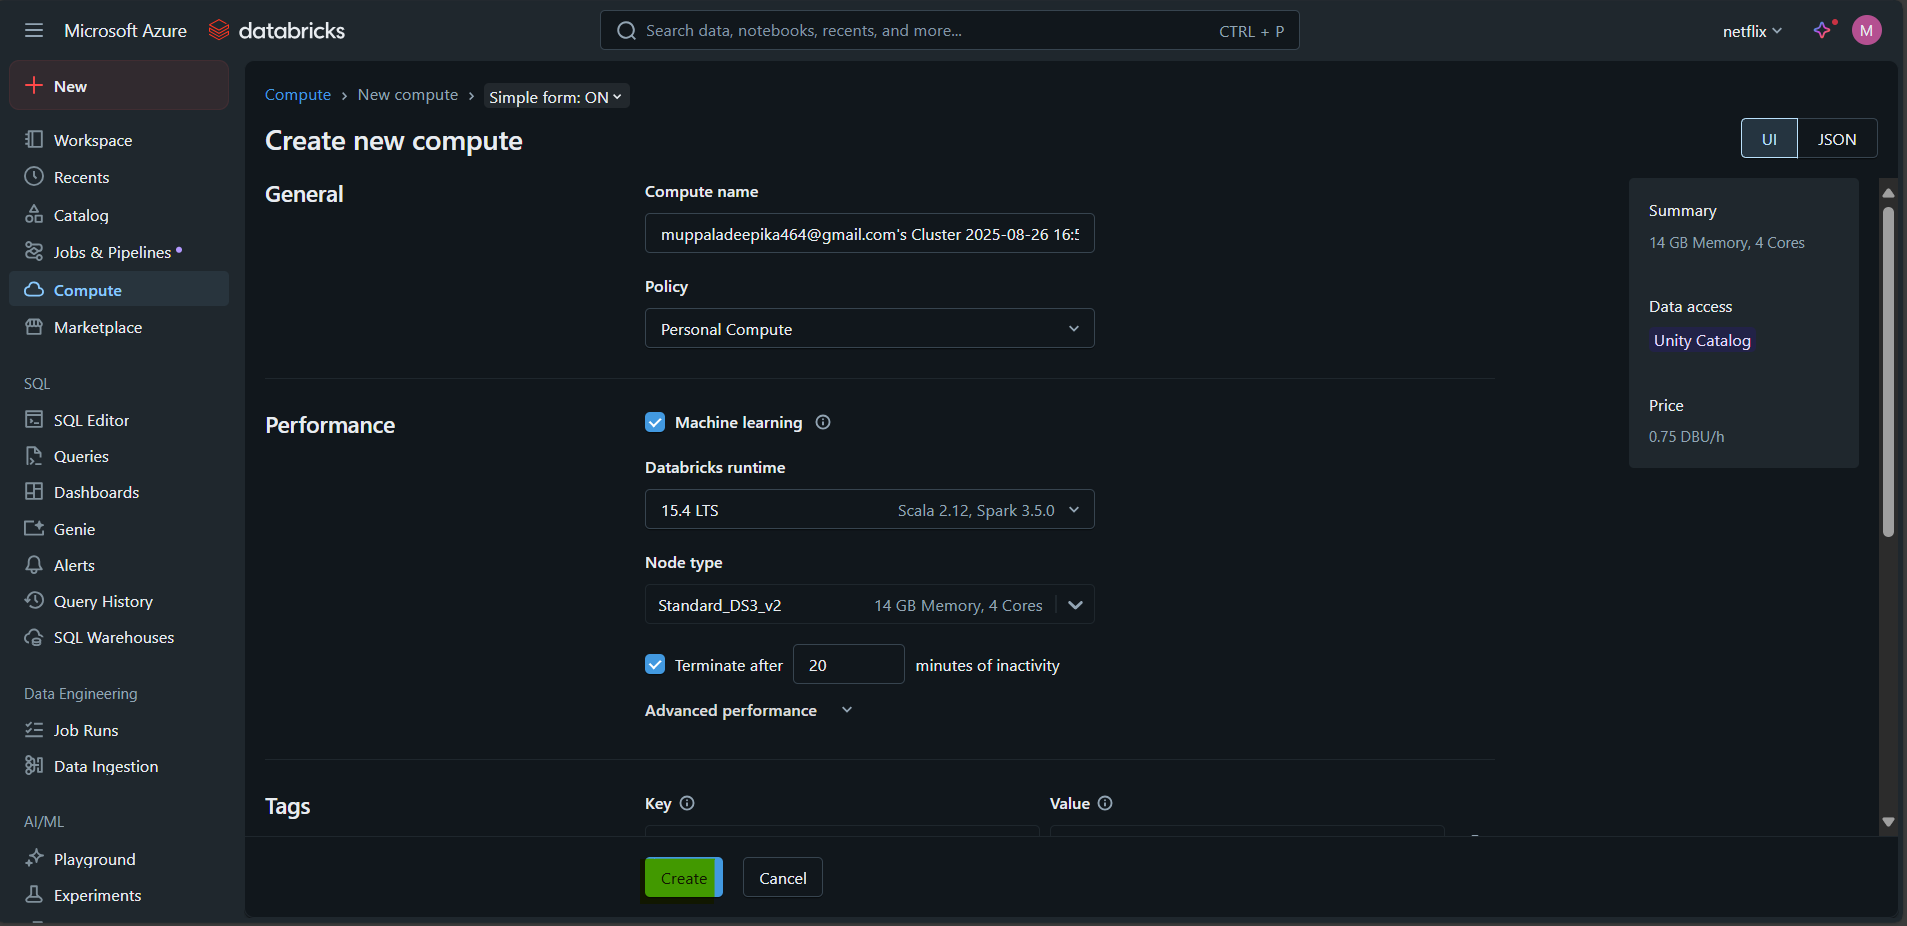 Microsoft Azure databricks
Search data, notebooks, recents, and more... CTRL + P
netflix
M
New
Workspace
Recents
Catalog
Jobs & Pipelines
Compute
Marketplace
SQL
SQL Editor
Queries
Dashboards
Genie
Alerts
Query History
SQL Warehouses
Data Engineering
Job Runs
Data Ingestion
AI/ML
Playground
Experiments
Compute › New compute › Simple form: ON
Create new compute
UI JSON
General
Compute name
muppaladeepika464@gmail.com's Cluster 2025-08-26 16:5
Policy
Personal Compute
Performance
Machine learning
Databricks runtime
15.4 LTS Scala 2.12, Spark 3.5.0
Node type
Standard_DS3_v2 14 GB Memory, 4 Cores
Terminate after 20 minutes of inactivity
Advanced performance
Tags
Key Value
Create Cancel
Summary
14 GB Memory, 4 Cores
Data access
Unity Catalog
Price
0.75 DBU/h